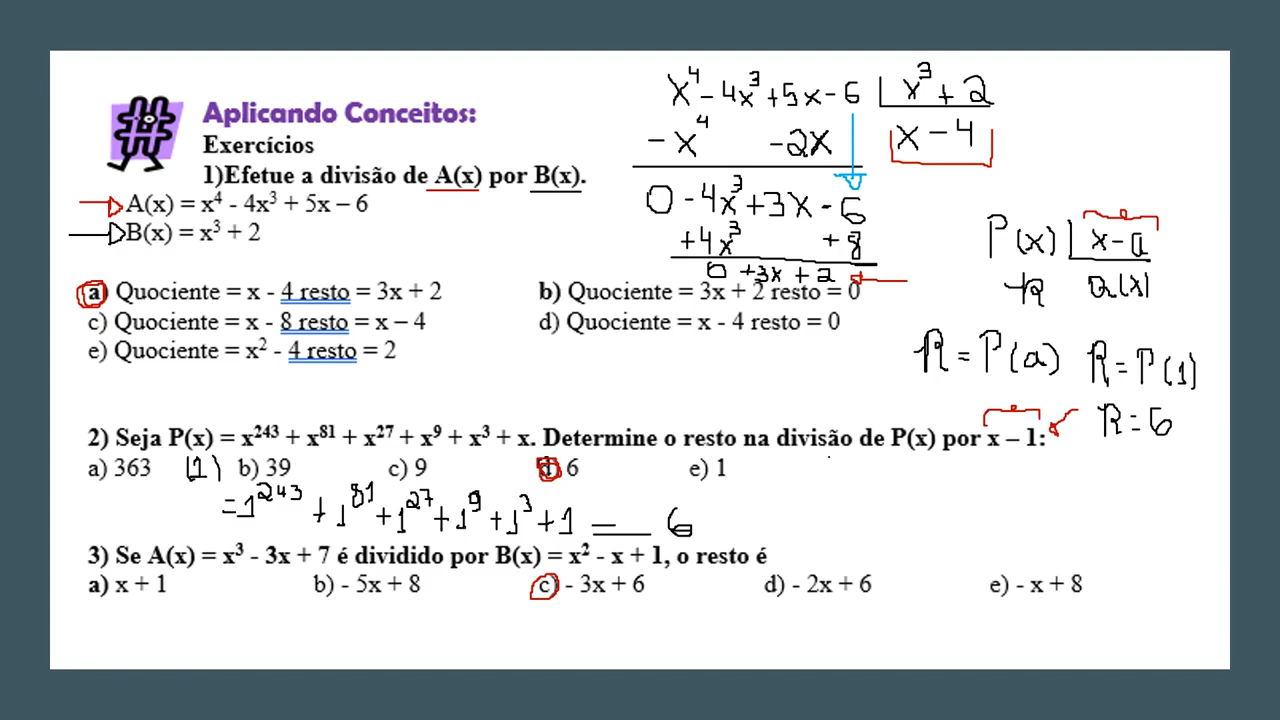 Aplicando Conceitos:
Exercícios
1)Efetue a divisão de A(x) por B(x).
A(x) = x⁴ - 4x³ + 5x – 6
B(x) = x³ + 2
x⁴ - 4x³ + 5x - 6 | x³ + 2
- x⁴ - 2x x - 4
0 - 4x³ + 3x - 6
+ 4x³ + 8
0 + 3x + 2
P(x) | x - a
R Q(x)
R = P(a) R = P(1)
R = 6
a) Quociente = x - 4 resto = 3x + 2 b) Quociente = 3x + 2 resto = 0
c) Quociente = x - 8 resto = x – 4 d) Quociente = x - 4 resto = 0
e) Quociente = x² - 4 resto = 2
2) Seja P(x) = x²⁴³ + x⁸¹ + x²⁷ + x⁹ + x³ + x. Determine o resto na divisão de P(x) por x – 1:
a) 363 (1) b) 39 c) 9 d) 6 e) 1
= 1²⁴³ + 1⁸¹ + 1²⁷ + 1⁹ + 1³ + 1 = 6
3) Se A(x) = x³ - 3x + 7 é dividido por B(x) = x² - x + 1, o resto é
a) x + 1 b) - 5x + 8 c) - 3x + 6 d) - 2x + 6 e) - x + 8